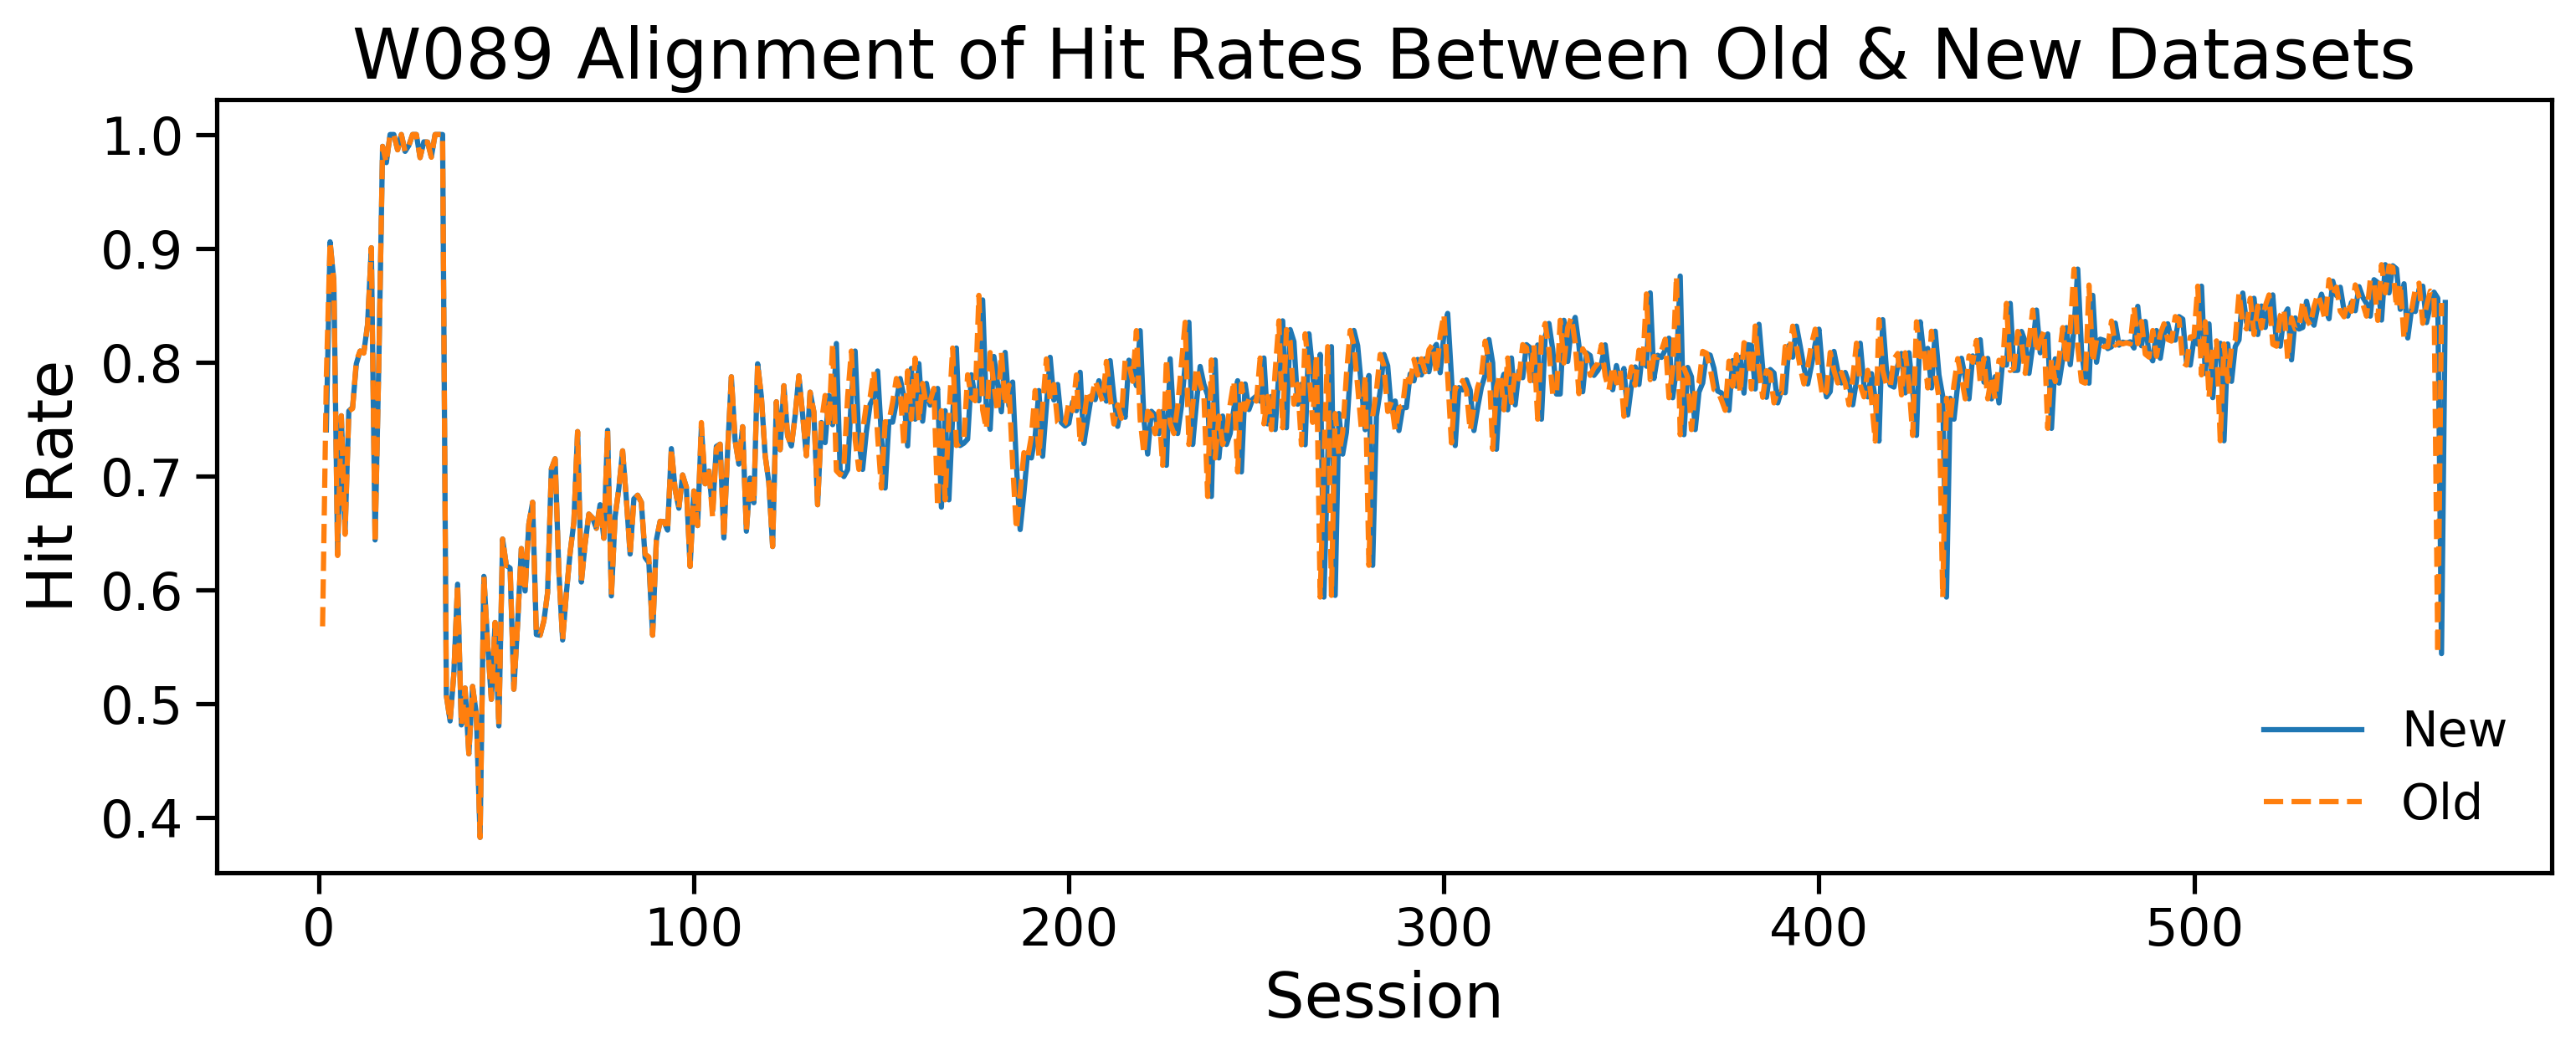 W089 Alignment of Hit Rates Between Old & New Datasets
1.0
0.9
0.8
0.7
0.6
0.5
0.4
Hit Rate
New
Old
0 100 200 300 400 500
Session